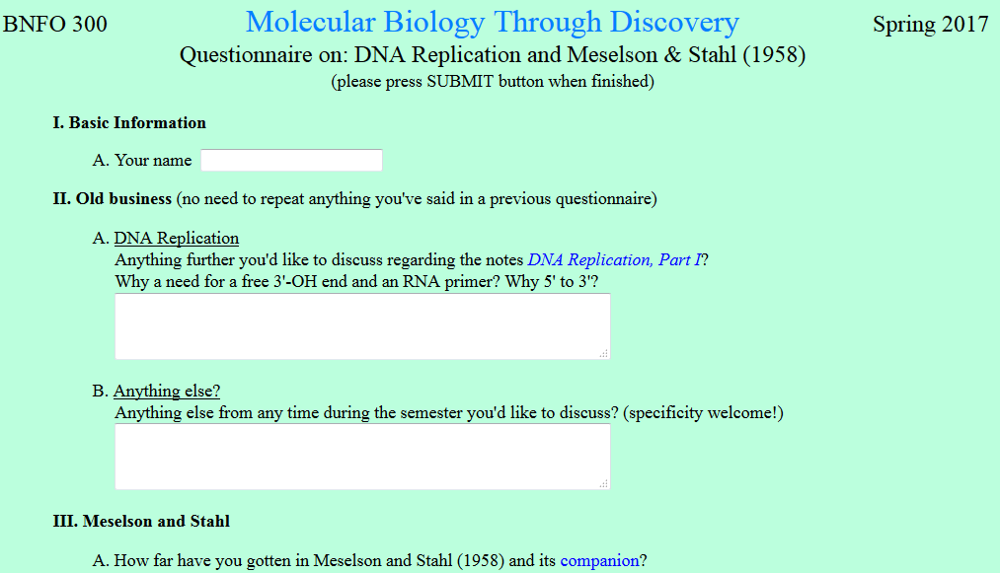 BNFO 300 Molecular Biology Through Discovery Spring 2017
Questionnaire on: DNA Replication and Meselson & Stahl (1958)
(please press SUBMIT button when finished)
I. Basic Information
A. Your name
II. Old business (no need to repeat anything you've said in a previous questionnaire)
A. DNA Replication
Anything further you'd like to discuss regarding the notes DNA Replication, Part I?
Why a need for a free 3'-OH end and an RNA primer? Why 5' to 3'?
B. Anything else?
Anything else from any time during the semester you'd like to discuss? (specificity welcome!)
III. Meselson and Stahl
A. How far have you gotten in Meselson and Stahl (1958) and its companion?